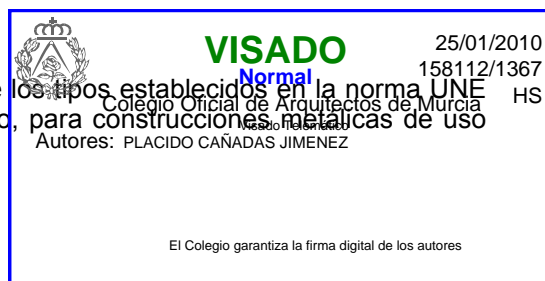 VISADO
Normal
25/01/2010
158112/1367
HS
los tipos establecidos en la norma UNE
Colegio Oficial de Arquitectos de Murcia
o, para construcciones metálicas de uso
Visado Telemático
Autores: PLACIDO CAÑADAS JIMENEZ
El Colegio garantiza la firma digital de los autores